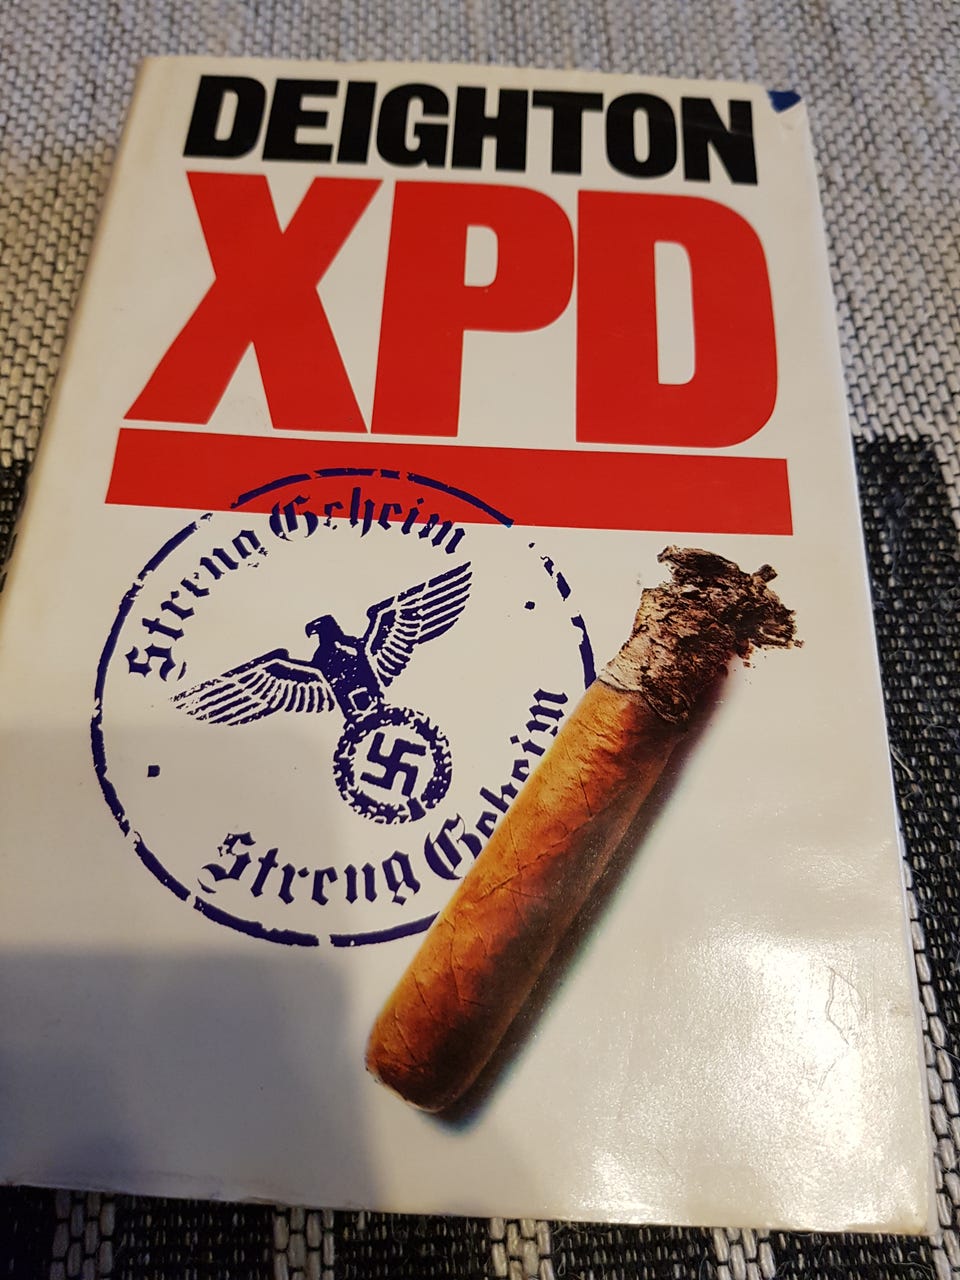 DEIGHTON
XPD
Streng Geheim
Streng Geheim